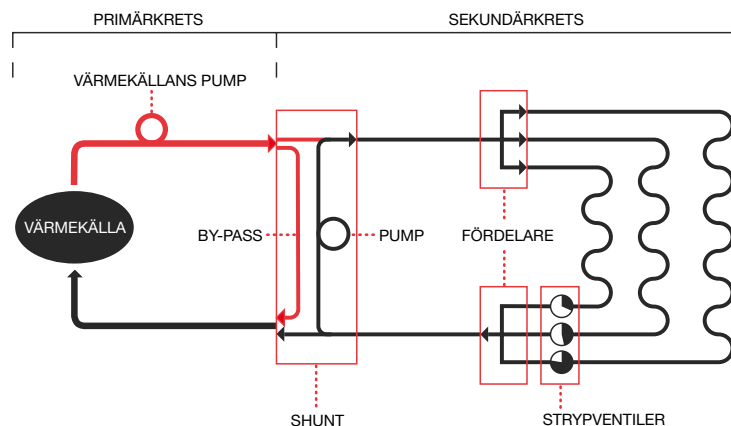 PRIMÄRKRETS
SEKUNDÄRKRETS
VÄRMEKÄLLANS PUMP
VÄRMEKÄLLA
BY-PASS
PUMP
FÖRDELARE
SHUNT
STRYPVENTILER